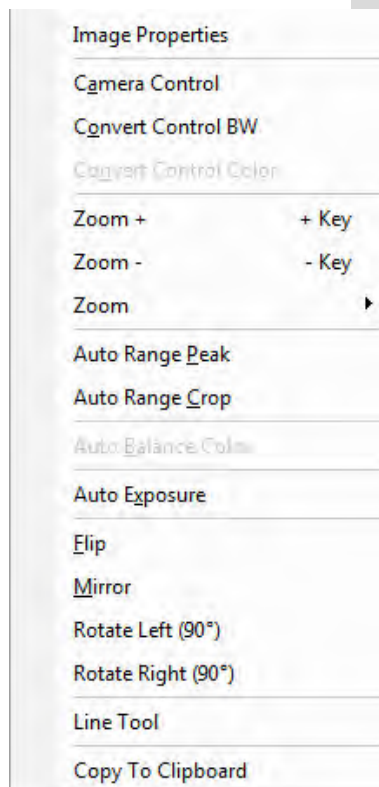 Image Properties
Camera Control
Convert Control BW
Convert Control Color
Zoom + + Key
Zoom - - Key
Zoom
Auto Range Peak
Auto Range Crop
Auto Balance Color
Auto Exposure
Flip
Mirror
Rotate Left (90°)
Rotate Right (90°)
Line Tool
Copy To Clipboard